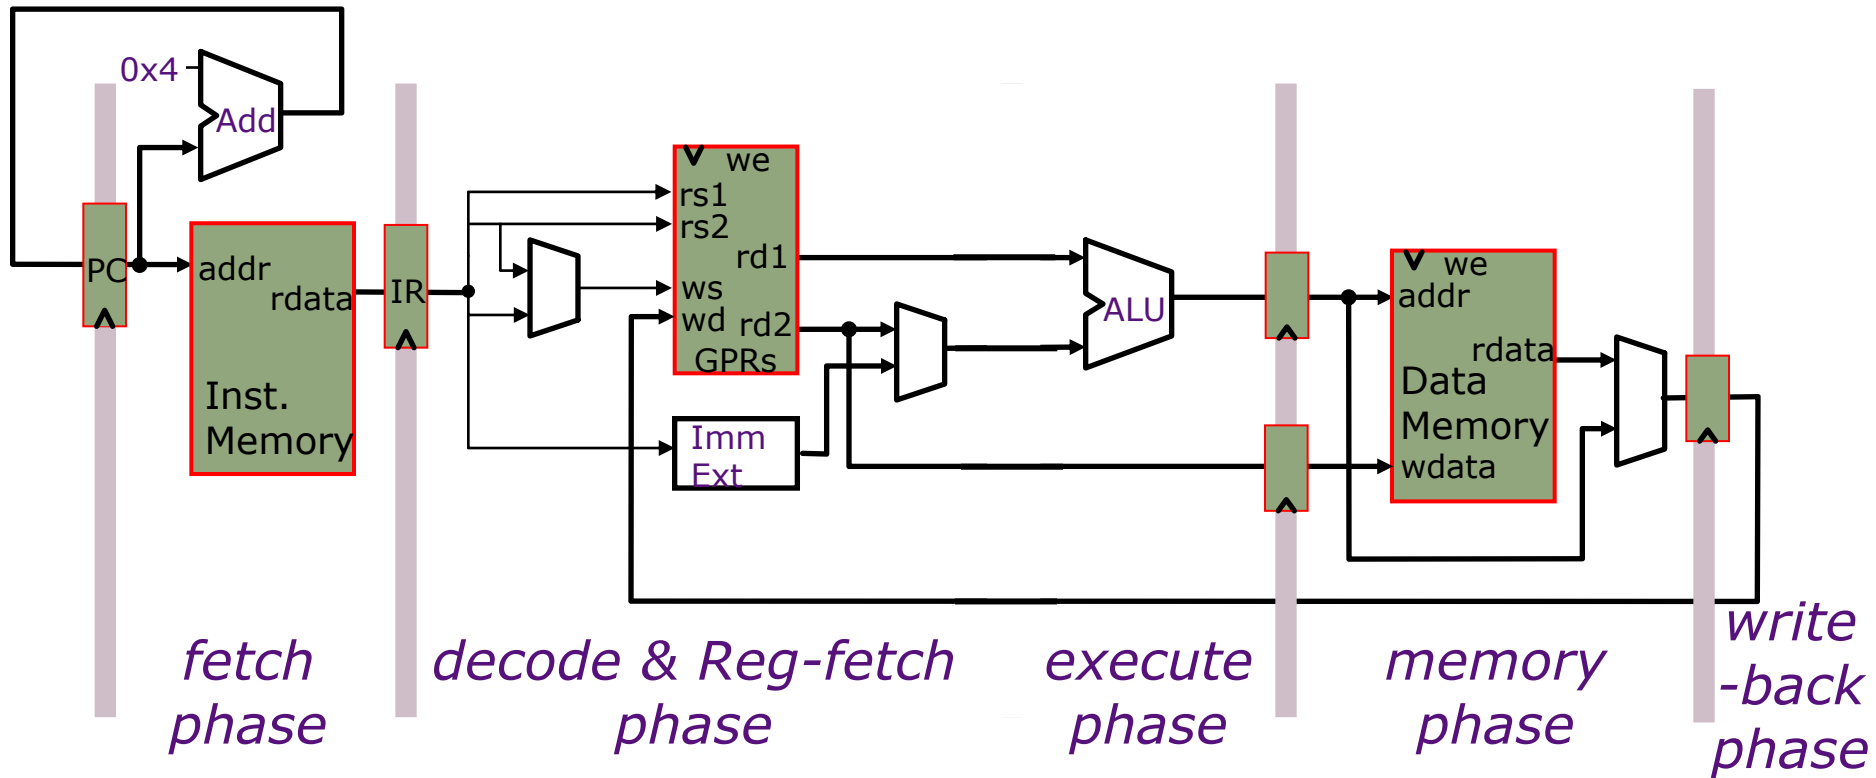 0x4
Add
PC
addr
rdata
Inst.
Memory
IR
we
rs1
rs2
rd1
ws
wd
rd2
GPRs
Imm
Ext
ALU
we
addr
rdata
Data
Memory
wdata
fetch
phase
decode & Reg-fetch
phase
execute
phase
memory
phase
write
-back
phase